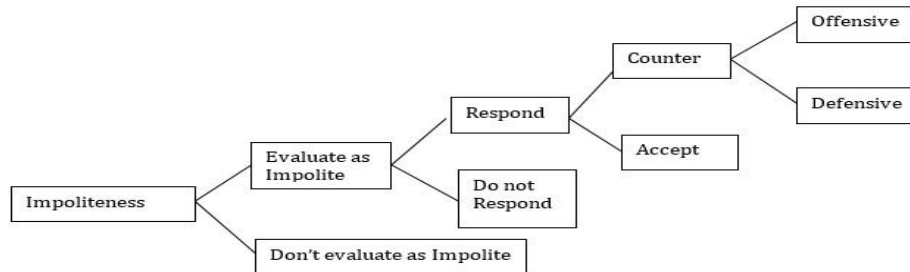 Offensive
Counter
Defensive
Respond
Accept
Evaluate as
Impolite
Do not
Respond
Impoliteness
Don't evaluate as Impolite